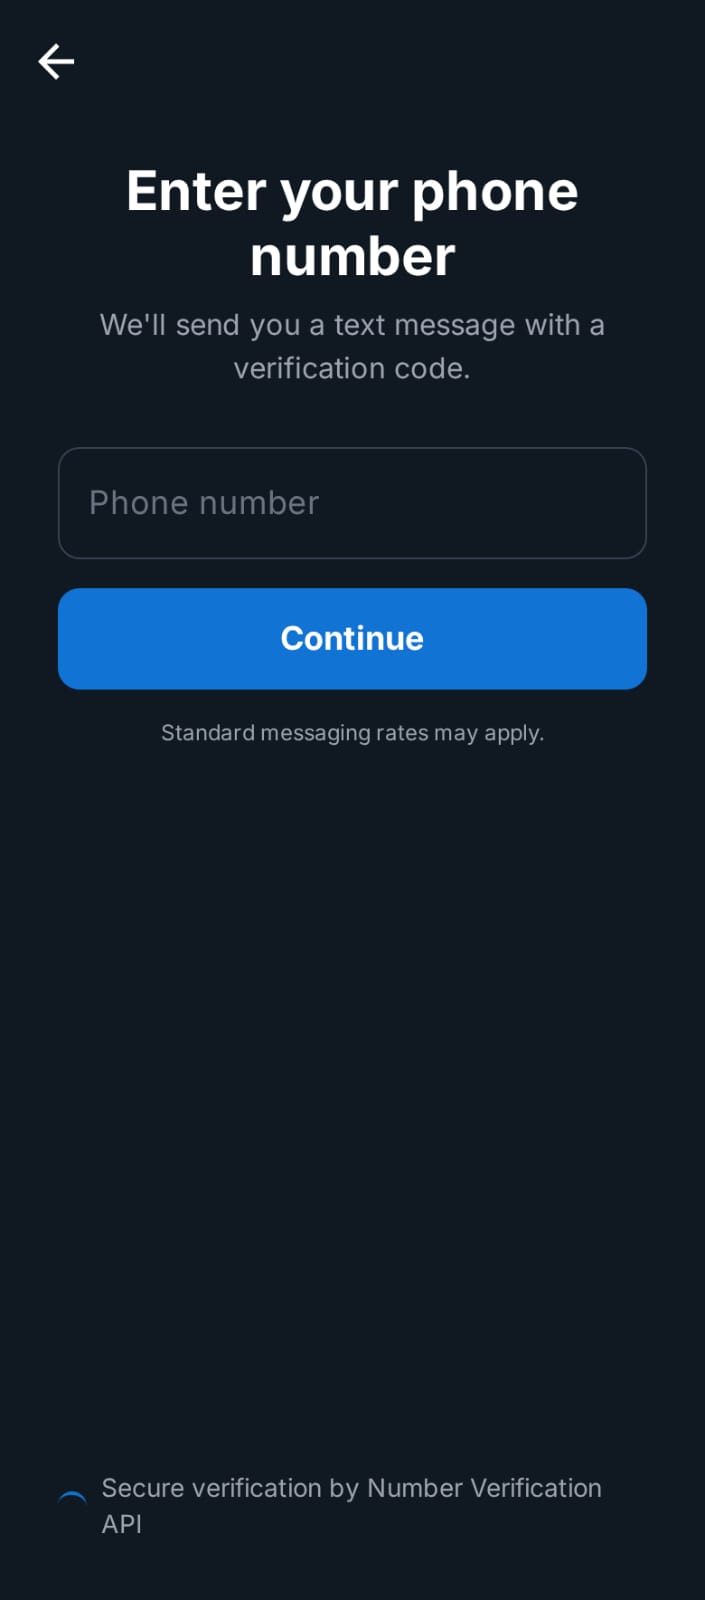 Enter your phone
number
We'll send you a text message with a
verification code.
Phone number
Continue
Standard messaging rates may apply.
Secure verification by Number Verification
API